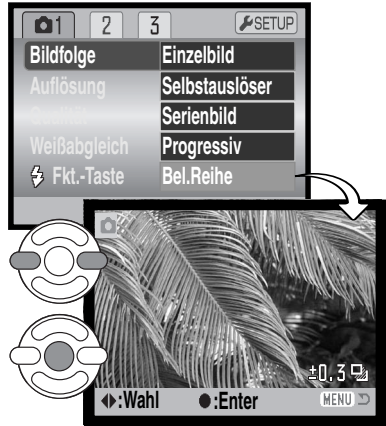 1 2 3 SETUP
Bildfolge Einzelbild
Auflösung Selbstauslöser
Qualität Serienbild
Weißabgleich Progressiv
Fkt.-Taste Bel.Reihe
±0.3
:Wahl :Enter MENU